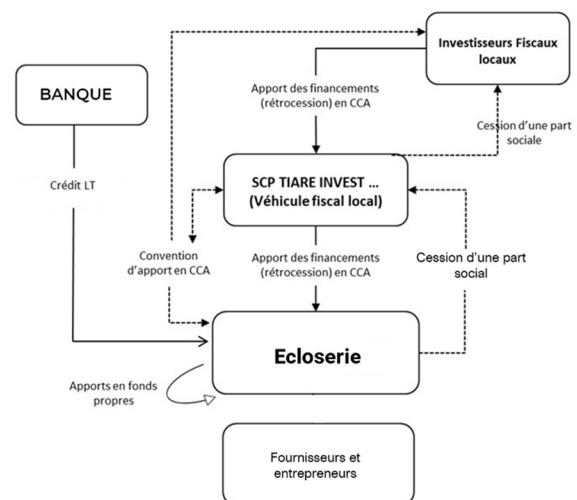 Investisseurs Fiscaux
locaux
BANQUE
Apport des financements
(rétrocession) en CCA
Cession d'une part
sociale
Crédit LT
SCP TIARE INVEST ...
(Véhicule fiscal local)
Convention
d'apport en CCA
Apport des financements
(rétrocession) en CCA
Cession d'une part
social
Ecloserie
Apports en fonds
propres
Fournisseurs et
entrepreneurs